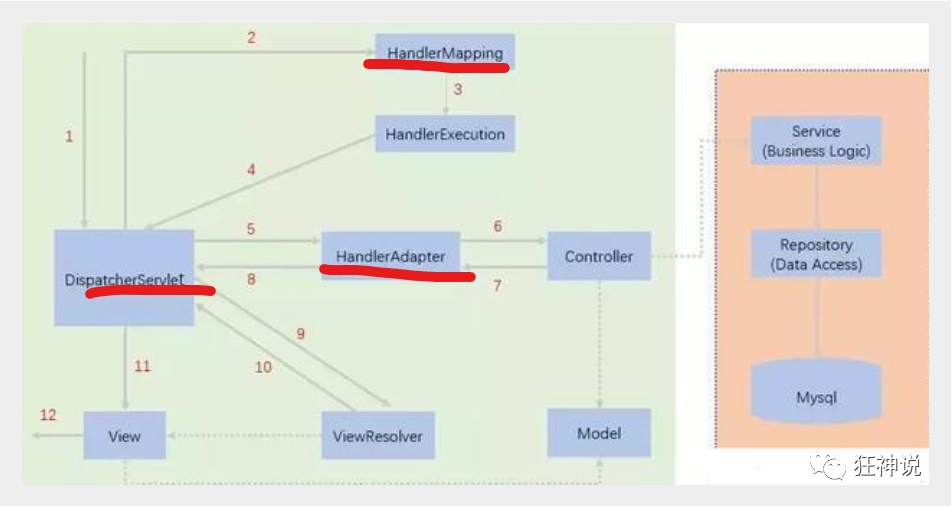 2
HandlerMapping
3
1
HandlerExecution
Service
(Business Logic)
4
5
6
HandlerAdapter
Controller
Repository
(Data Access)
DispatcherServlet
8
7
9
10
11
Mysql
12
View
ViewResolver
Model
狂神说